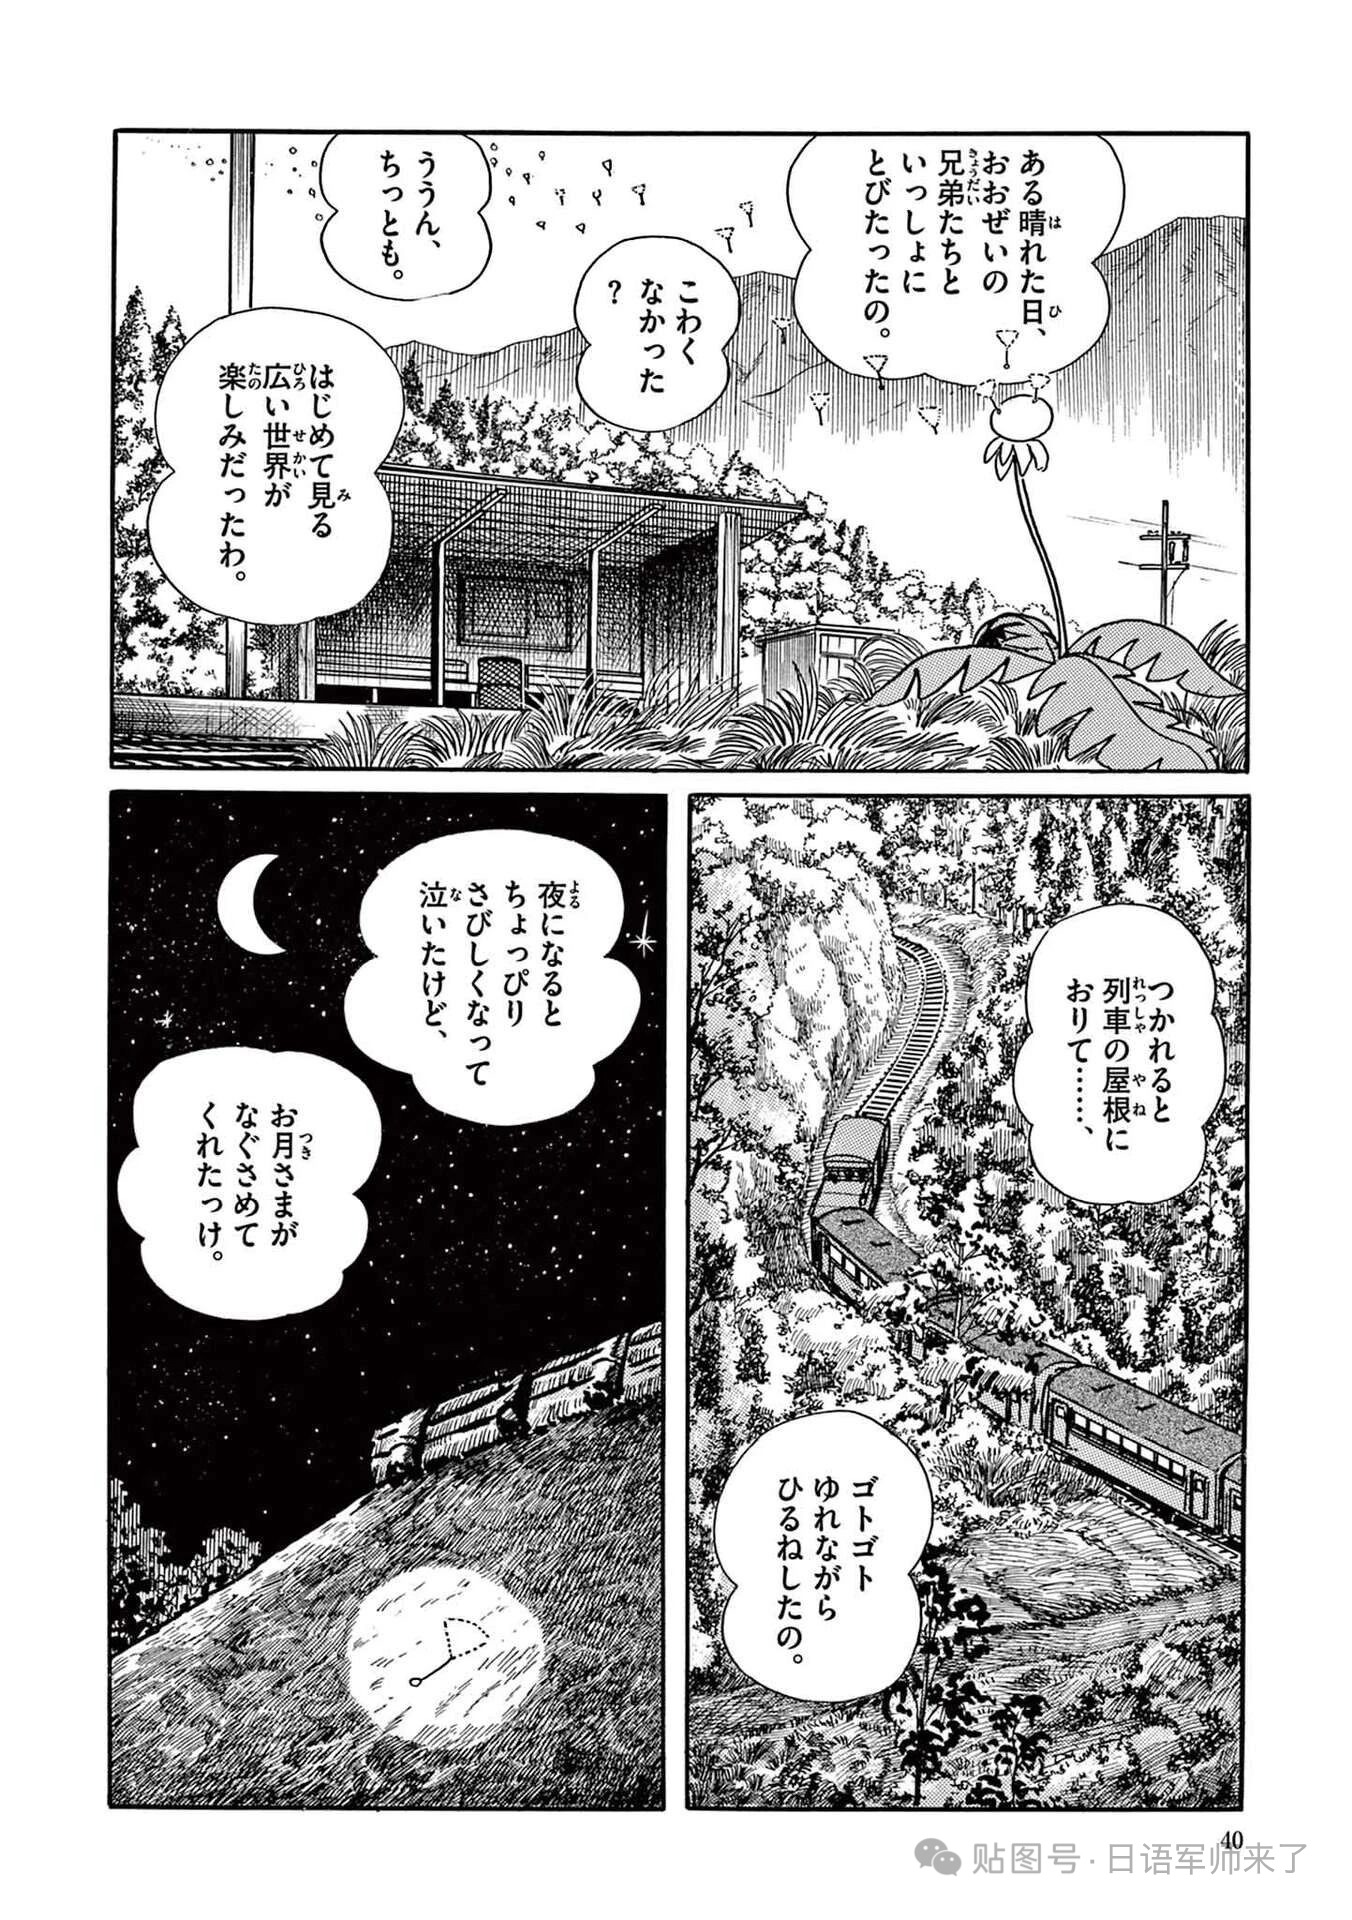 ある晴れた日、
おおぜいの
兄弟たちと
いっしょに
とびたったの。
こわく
なかった
？
ううん、
ちっとも。
はじめて見る
広い世界が
楽しみだったわ。
つかれると
列車の屋根に
おりて……、
ゴトゴト
ゆれながら
ひるねしたの。
夜になると
ちょっぴり
さびしくなって
泣いたけど、
お月さまが
なぐさめて
くれたっけ。
40
贴图号·日语军师来了